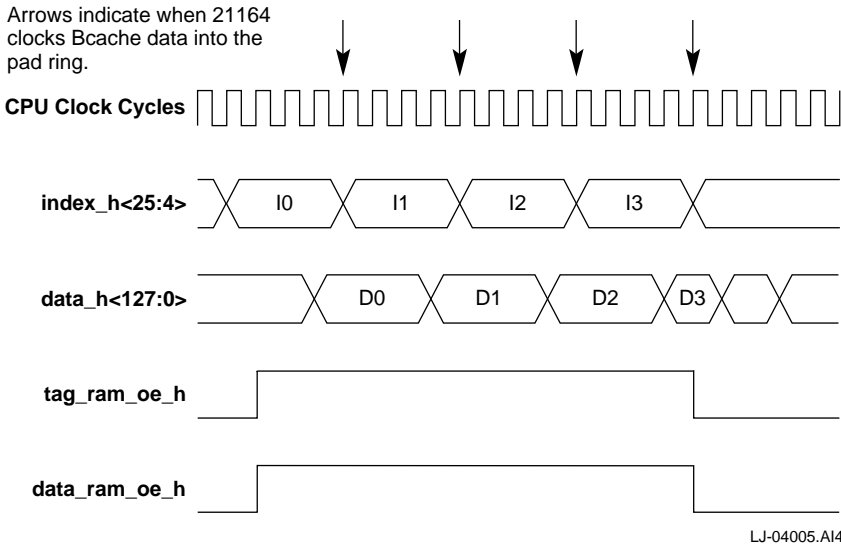 Arrows indicate when 21164
clocks Bcache data into the
pad ring.
CPU Clock Cycles
index_h<25:4>
I0 I1 I2 I3
data_h<127:0>
D0 D1 D2 D3
tag_ram_oe_h
data_ram_oe_h
LJ-04005.AI4